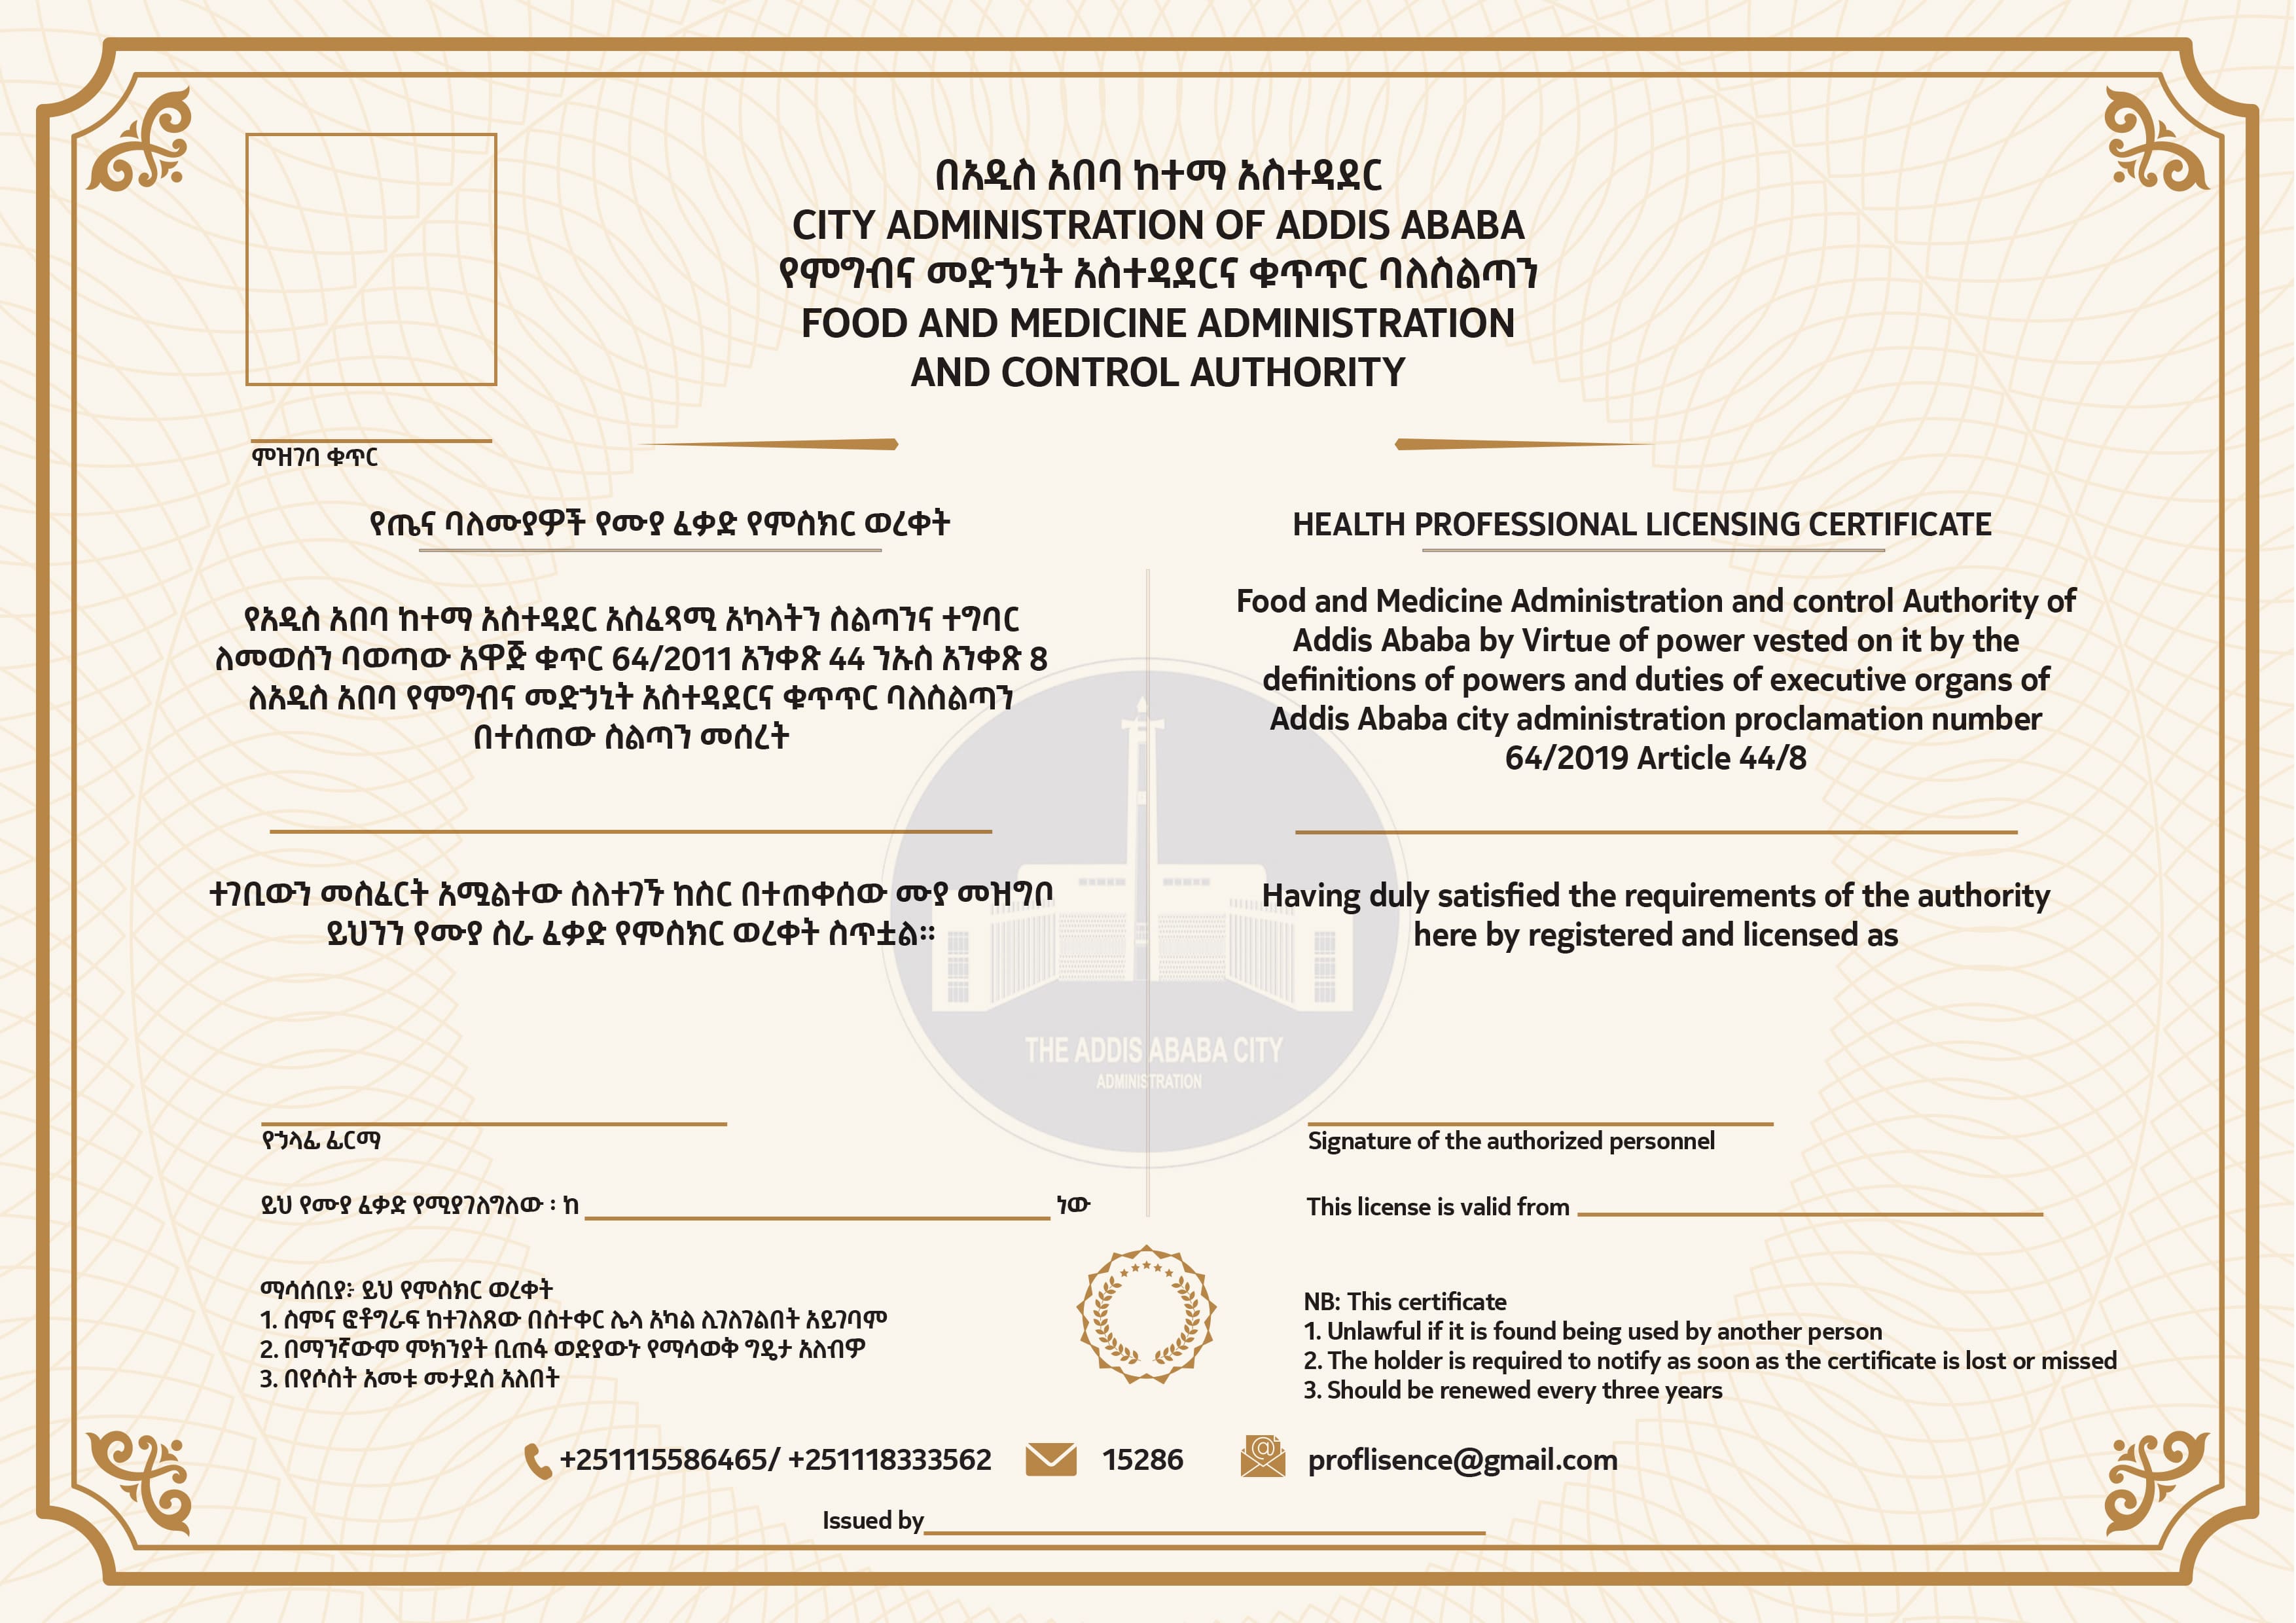 በአዲስ አበባ ከተማ አስተዳደር
CITY ADMINISTRATION OF ADDIS ABABA
የምግብና መድኃኒት አስተዳደርና ቁጥጥር ባለስልጣን
FOOD AND MEDICINE ADMINISTRATION
AND CONTROL AUTHORITY
ምዝገባ ቁጥር
የጤና ባለሙያዎች የሙያ ፈቃድ የምስክር ወረቀት
የአዲስ አበባ ከተማ አስተዳደር አስፈጻሚ አካላትን ስልጣንና ተግባር
ለመወሰን ባወጣው አዋጅ ቁጥር 64/2011 አንቀጽ 44 ንኡስ አንቀጽ 8
ለአዲስ አበባ የምግብና መድኃኒት አስተዳደርና ቁጥጥር ባለስልጣን
በተሰጠው ስልጣን መሰረት
ተገቢውን መስፈርት አሟልተው ስለተገኙ ከስር በተጠቀሰው ሙያ መዝግቦ
ይህንን የሙያ ስራ ፈቃድ የምስክር ወረቀት ስጥቷል።
የኃላፊ ፊርማ
ይህ የሙያ ፈቃድ የሚያገለግለው ፡ ከ ነው
ማሳሰቢያ፦ ይህ የምስክር ወረቀት
1. ስምና ፎቶግራፍ ከተገለጸው በስተቀር ሌላ አካል ሊገለገልበት አይገባም
2. በማንኛውም ምክንያት ቢጠፋ ወድያውኑ የማሳወቅ ግዴታ አለብዎ
3. በየሶስት አመቱ መታደስ አለበት
HEALTH PROFESSIONAL LICENSING CERTIFICATE
Food and Medicine Administration and control Authority of
Addis Ababa by Virtue of power vested on it by the
definitions of powers and duties of executive organs of
Addis Ababa city administration proclamation number
64/2019 Article 44/8
Having duly satisfied the requirements of the authority
here by registered and licensed as
THE ADDIS ABABA CITY
ADMINISTRATION
Signature of the authorized personnel
This license is valid from
NB: This certificate
1. Unlawful if it is found being used by another person
2. The holder is required to notify as soon as the certificate is lost or missed
3. Should be renewed every three years
+251115586465/ +251118333562 15286 proflisence@gmail.com
Issued by